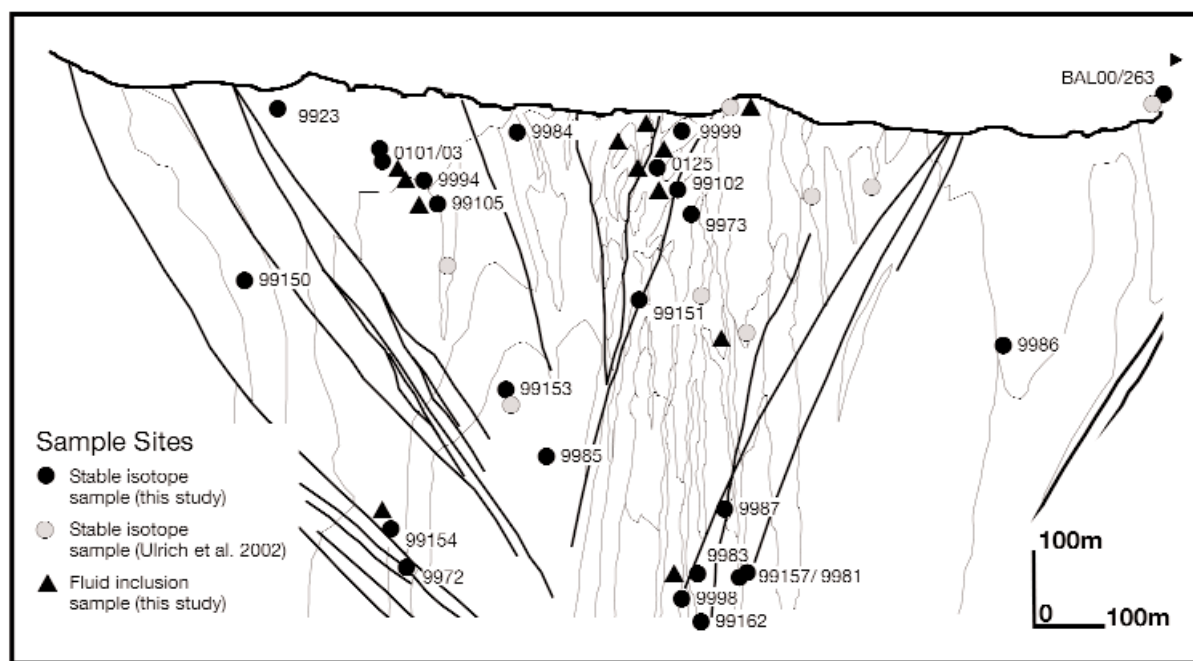 BAL00/263
9923
9984
9999
0101/03
0125
9994
99102
99105
9973
99150
99151
9986
99153
9985
Sample Sites
Stable isotope
sample (this study)
Stable isotope
sample (Ulrich et al. 2002)
Fluid inclusion
sample (this study)
9987
99154
9972
9983
99157/ 9981
9998
99162
100m
0
100m